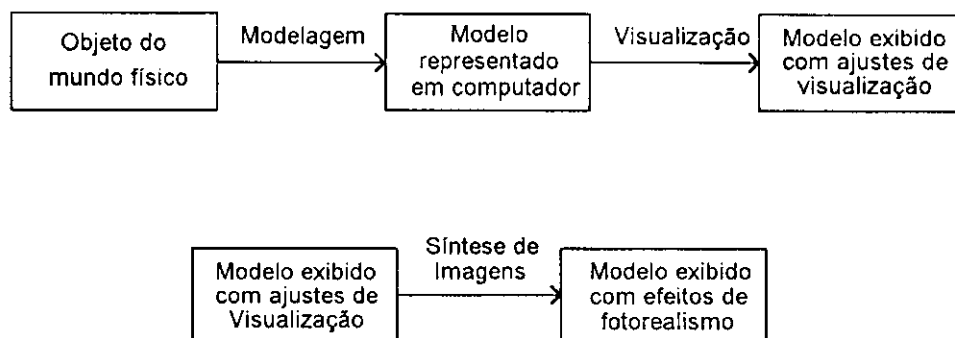 Objeto do
mundo físico
Modelagem
Modelo
representado
em computador
Visualização
Modelo exibido
com ajustes de
visualização
Modelo exibido
com ajustes de
Visualização
Síntese de
Imagens
Modelo exibido
com efeitos de
fotorealismo